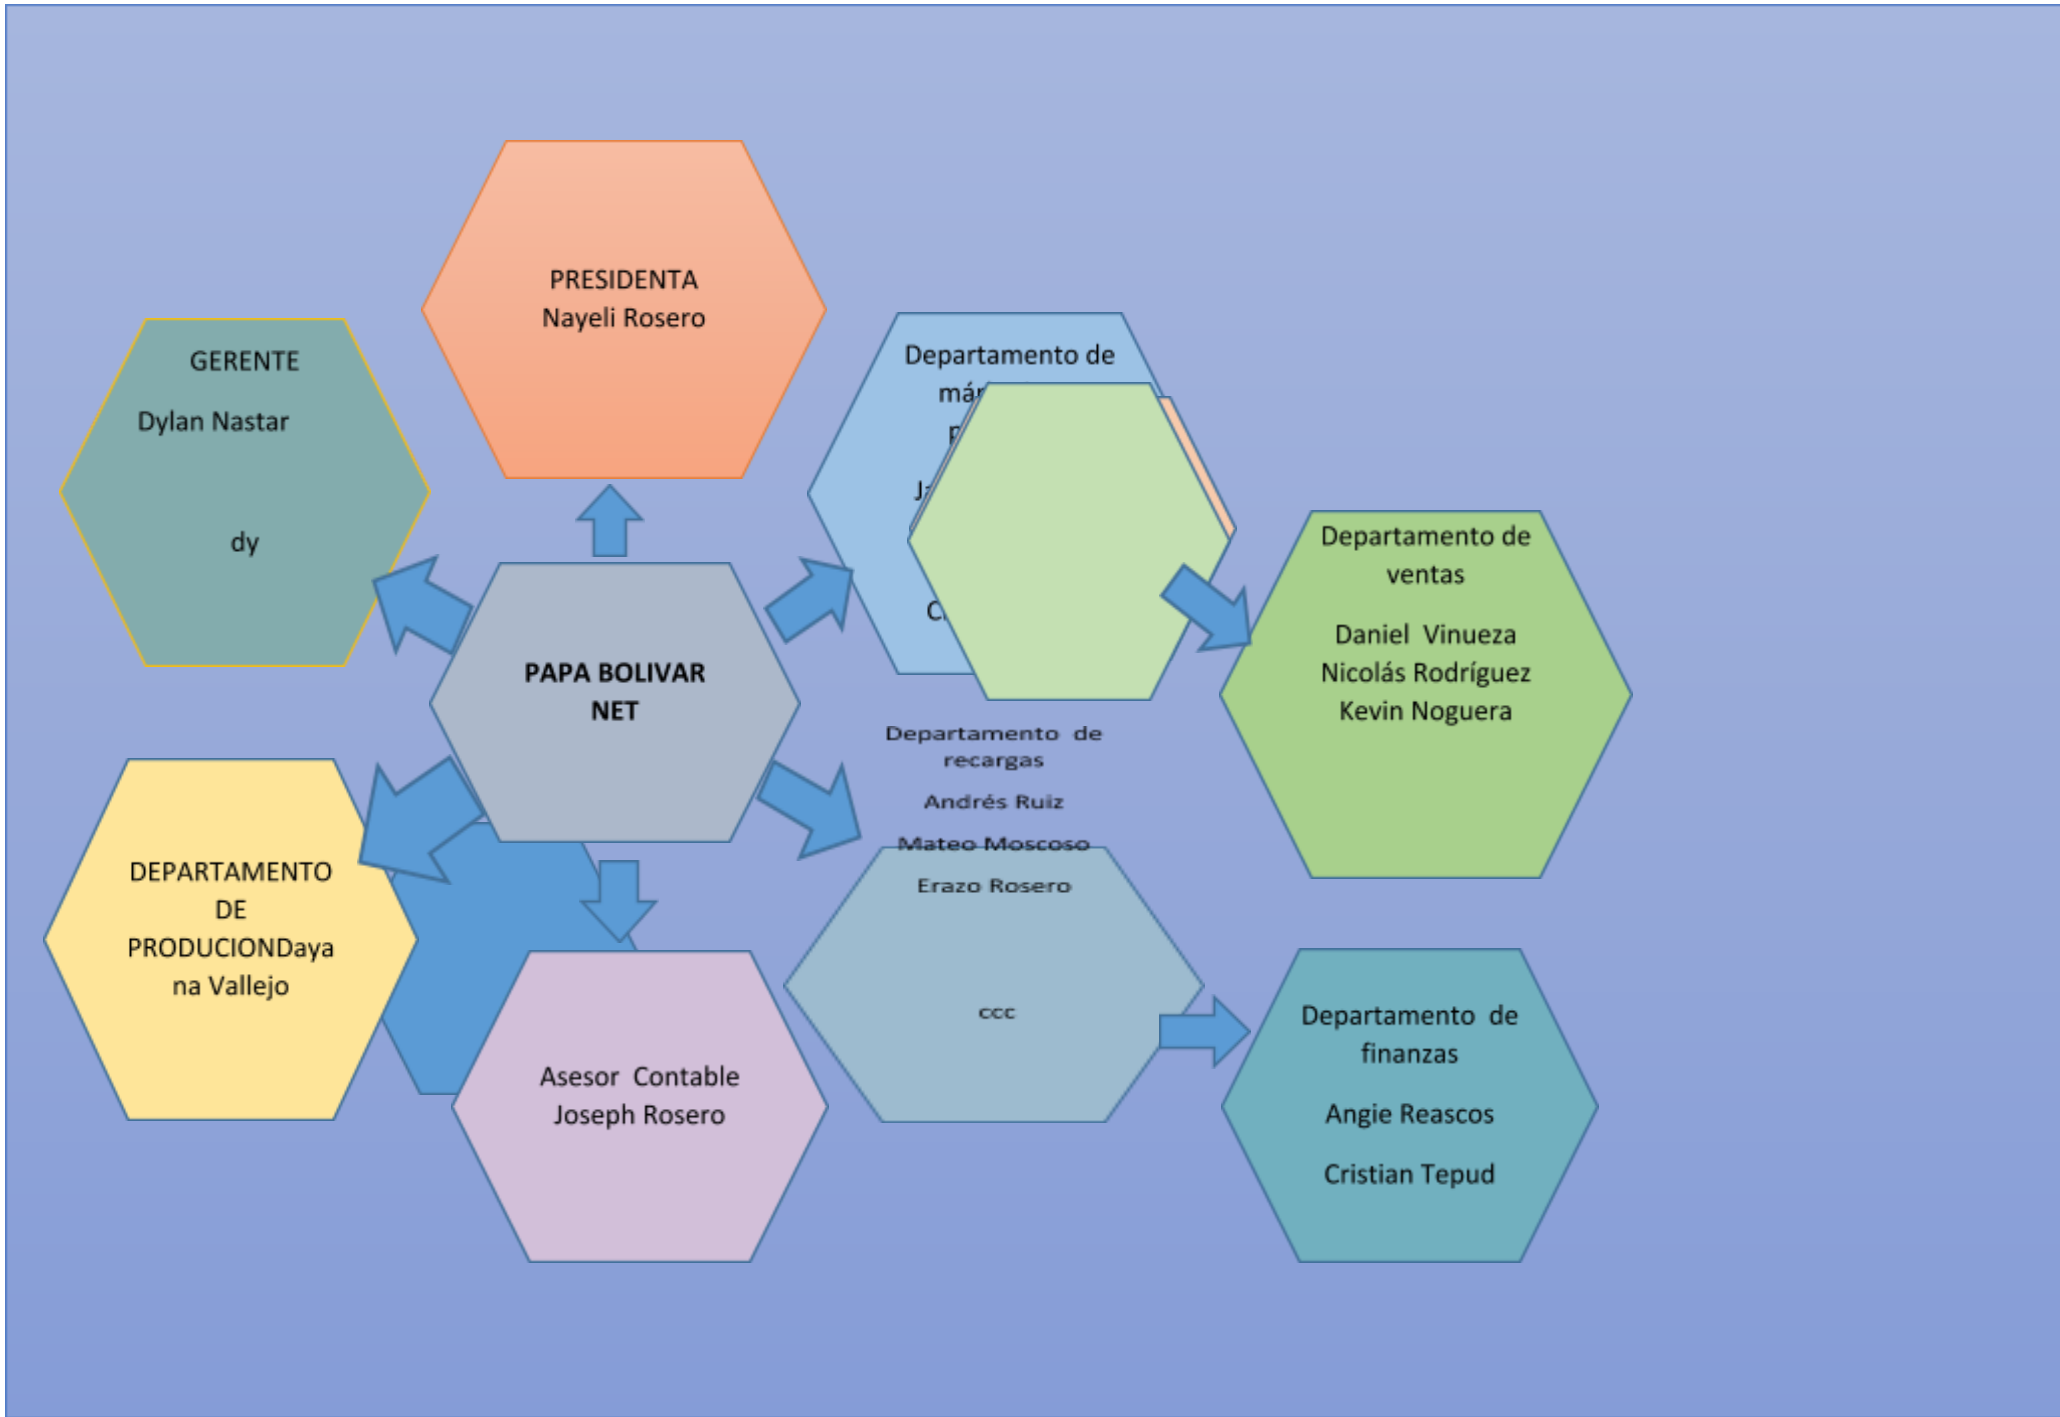 PRESIDENTA
Nayeli Rosero
GERENTE
Dylan Nastar
dy
Departamento de
PAPA BOLIVAR
NET
Departamento de
ventas
Daniel Vinueza
Nicolás Rodríguez
Kevin Noguera
Departamento de
recargas
Andrés Ruiz
Mateo Moscoso
Erazo Rosero
ccc
DEPARTAMENTO
DE
PRODUCIONDaya
na Vallejo
Asesor Contable
Joseph Rosero
Departamento de
finanzas
Angie Reascos
Cristian Tepud